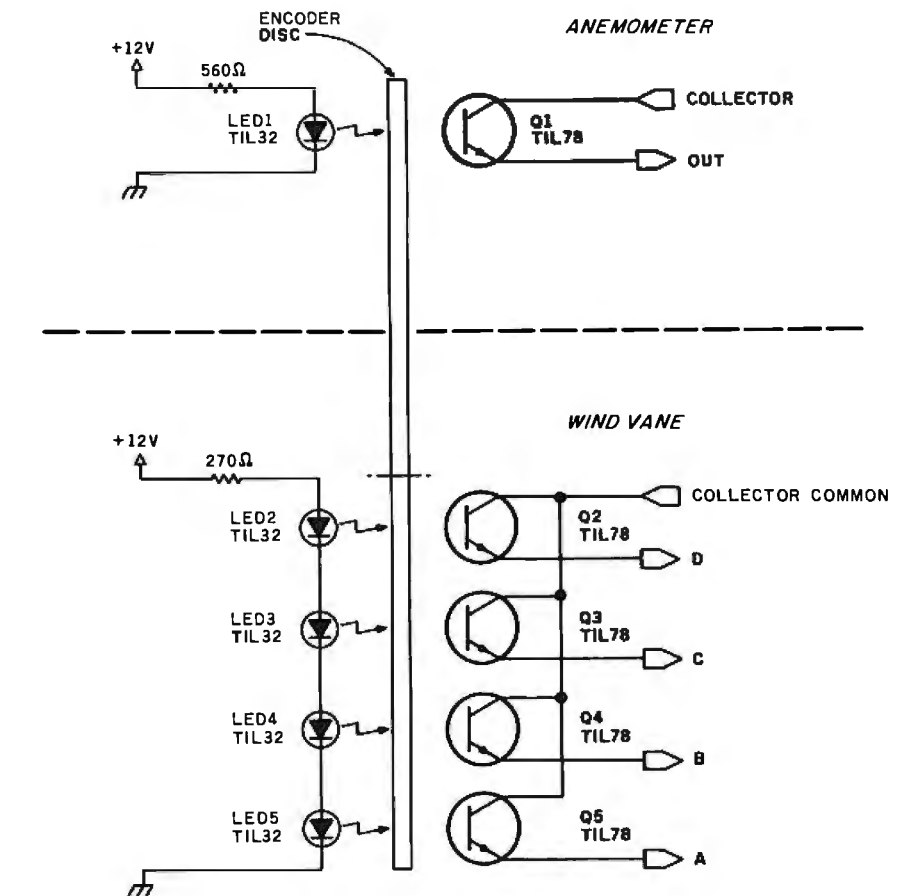 ENCODER
DISC
ANEMOMETER
+12V
560Ω
LED1
TIL32
Q1
TIL78
COLLECTOR
OUT
WIND VANE
+12V
270Ω
LED2
TIL32
Q2
TIL78
COLLECTOR COMMON
D
LED3
TIL32
Q3
TIL78
C
LED4
TIL32
Q4
TIL78
B
LED5
TIL32
Q5
TIL78
A